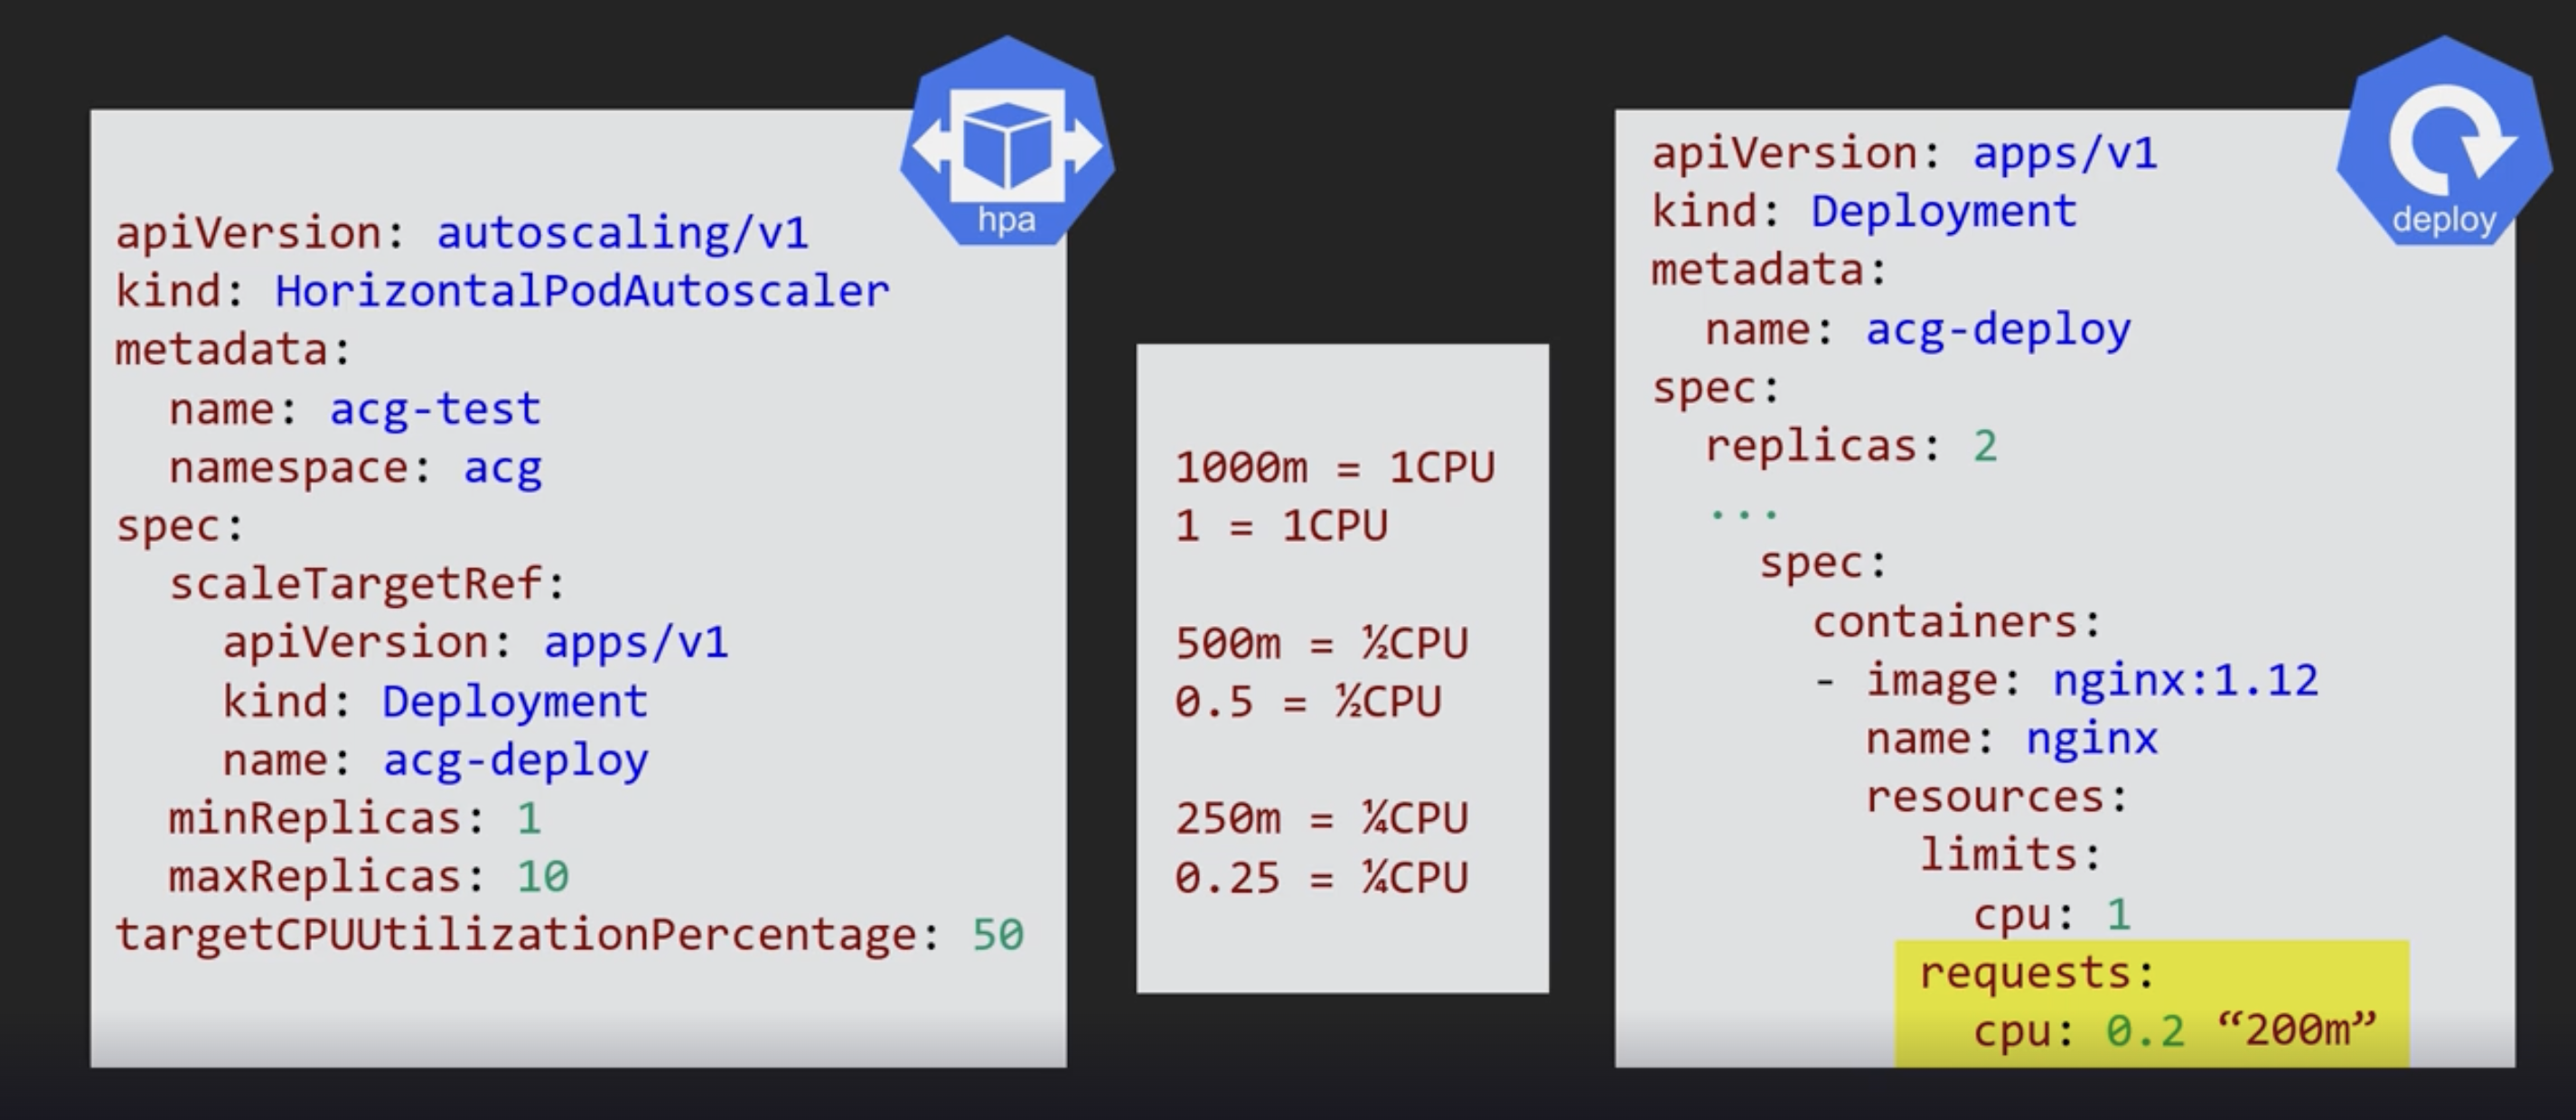 hpa
apiVersion: autoscaling/v1
kind: HorizontalPodAutoscaler
metadata:
  name: acg-test
  namespace: acg
spec:
  scaleTargetRef:
    apiVersion: apps/v1
    kind: Deployment
    name: acg-deploy
  minReplicas: 1
  maxReplicas: 10
targetCPUUtilizationPercentage: 50
1000m = 1CPU
1 = 1CPU
500m = ½CPU
0.5 = ½CPU
250m = ¼CPU
0.25 = ¼CPU
deploy
apiVersion: apps/v1
kind: Deployment
metadata:
  name: acg-deploy
spec:
  replicas: 2
  ...
    spec:
      containers:
      - image: nginx:1.12
        name: nginx
        resources:
          limits:
            cpu: 1
          requests:
            cpu: 0.2 “200m”